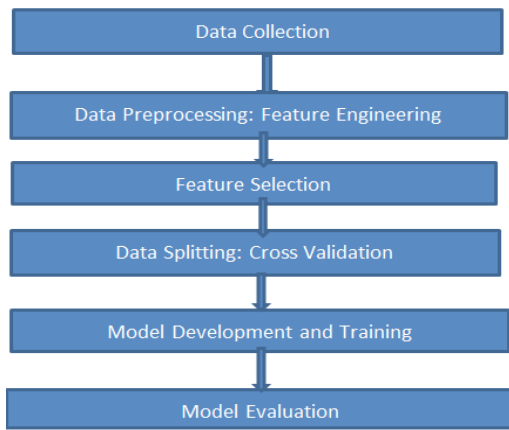 Data Collection
Data Preprocessing: Feature Engineering
Feature Selection
Data Splitting: Cross Validation
Model Development and Training
Model Evaluation